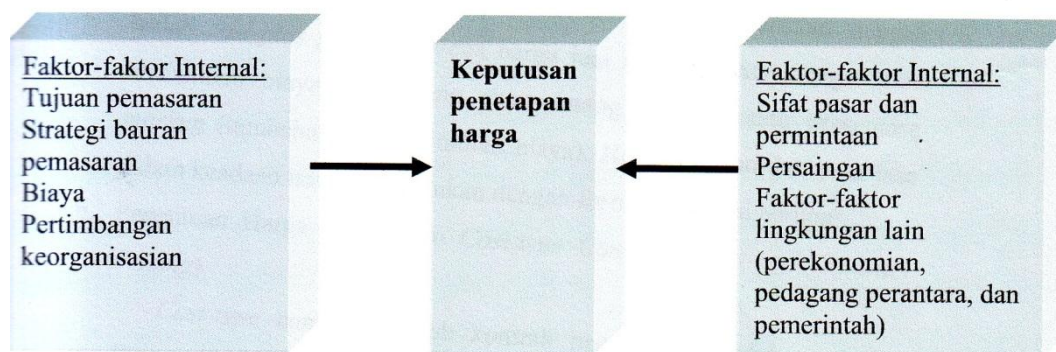 Faktor-faktor Internal:
Tujuan pemasaran
Strategi bauran
pemasaran
Biaya
Pertimbangan
keorganisasian
Keputusan
penetapan
harga
Faktor-faktor Internal:
Sifat pasar dan
permintaan
Persaingan
Faktor-faktor
lingkungan lain
(perekonomian,
pedagang perantara, dan
pemerintah)